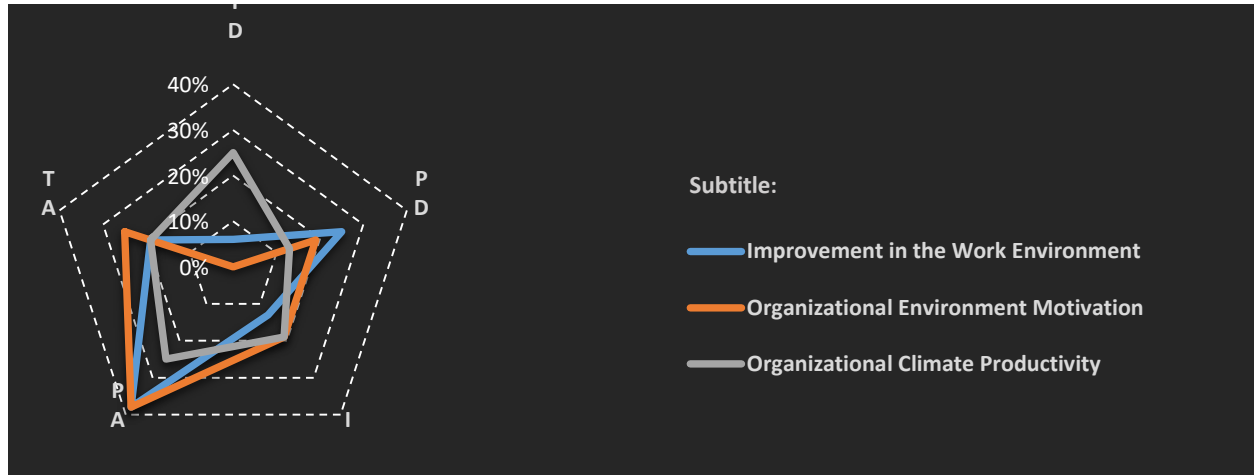 D
40%
30%
20%
10%
0%
T
A
P
D
P
A
I
Subtitle:
Improvement in the Work Environment
Organizational Environment Motivation
Organizational Climate Productivity